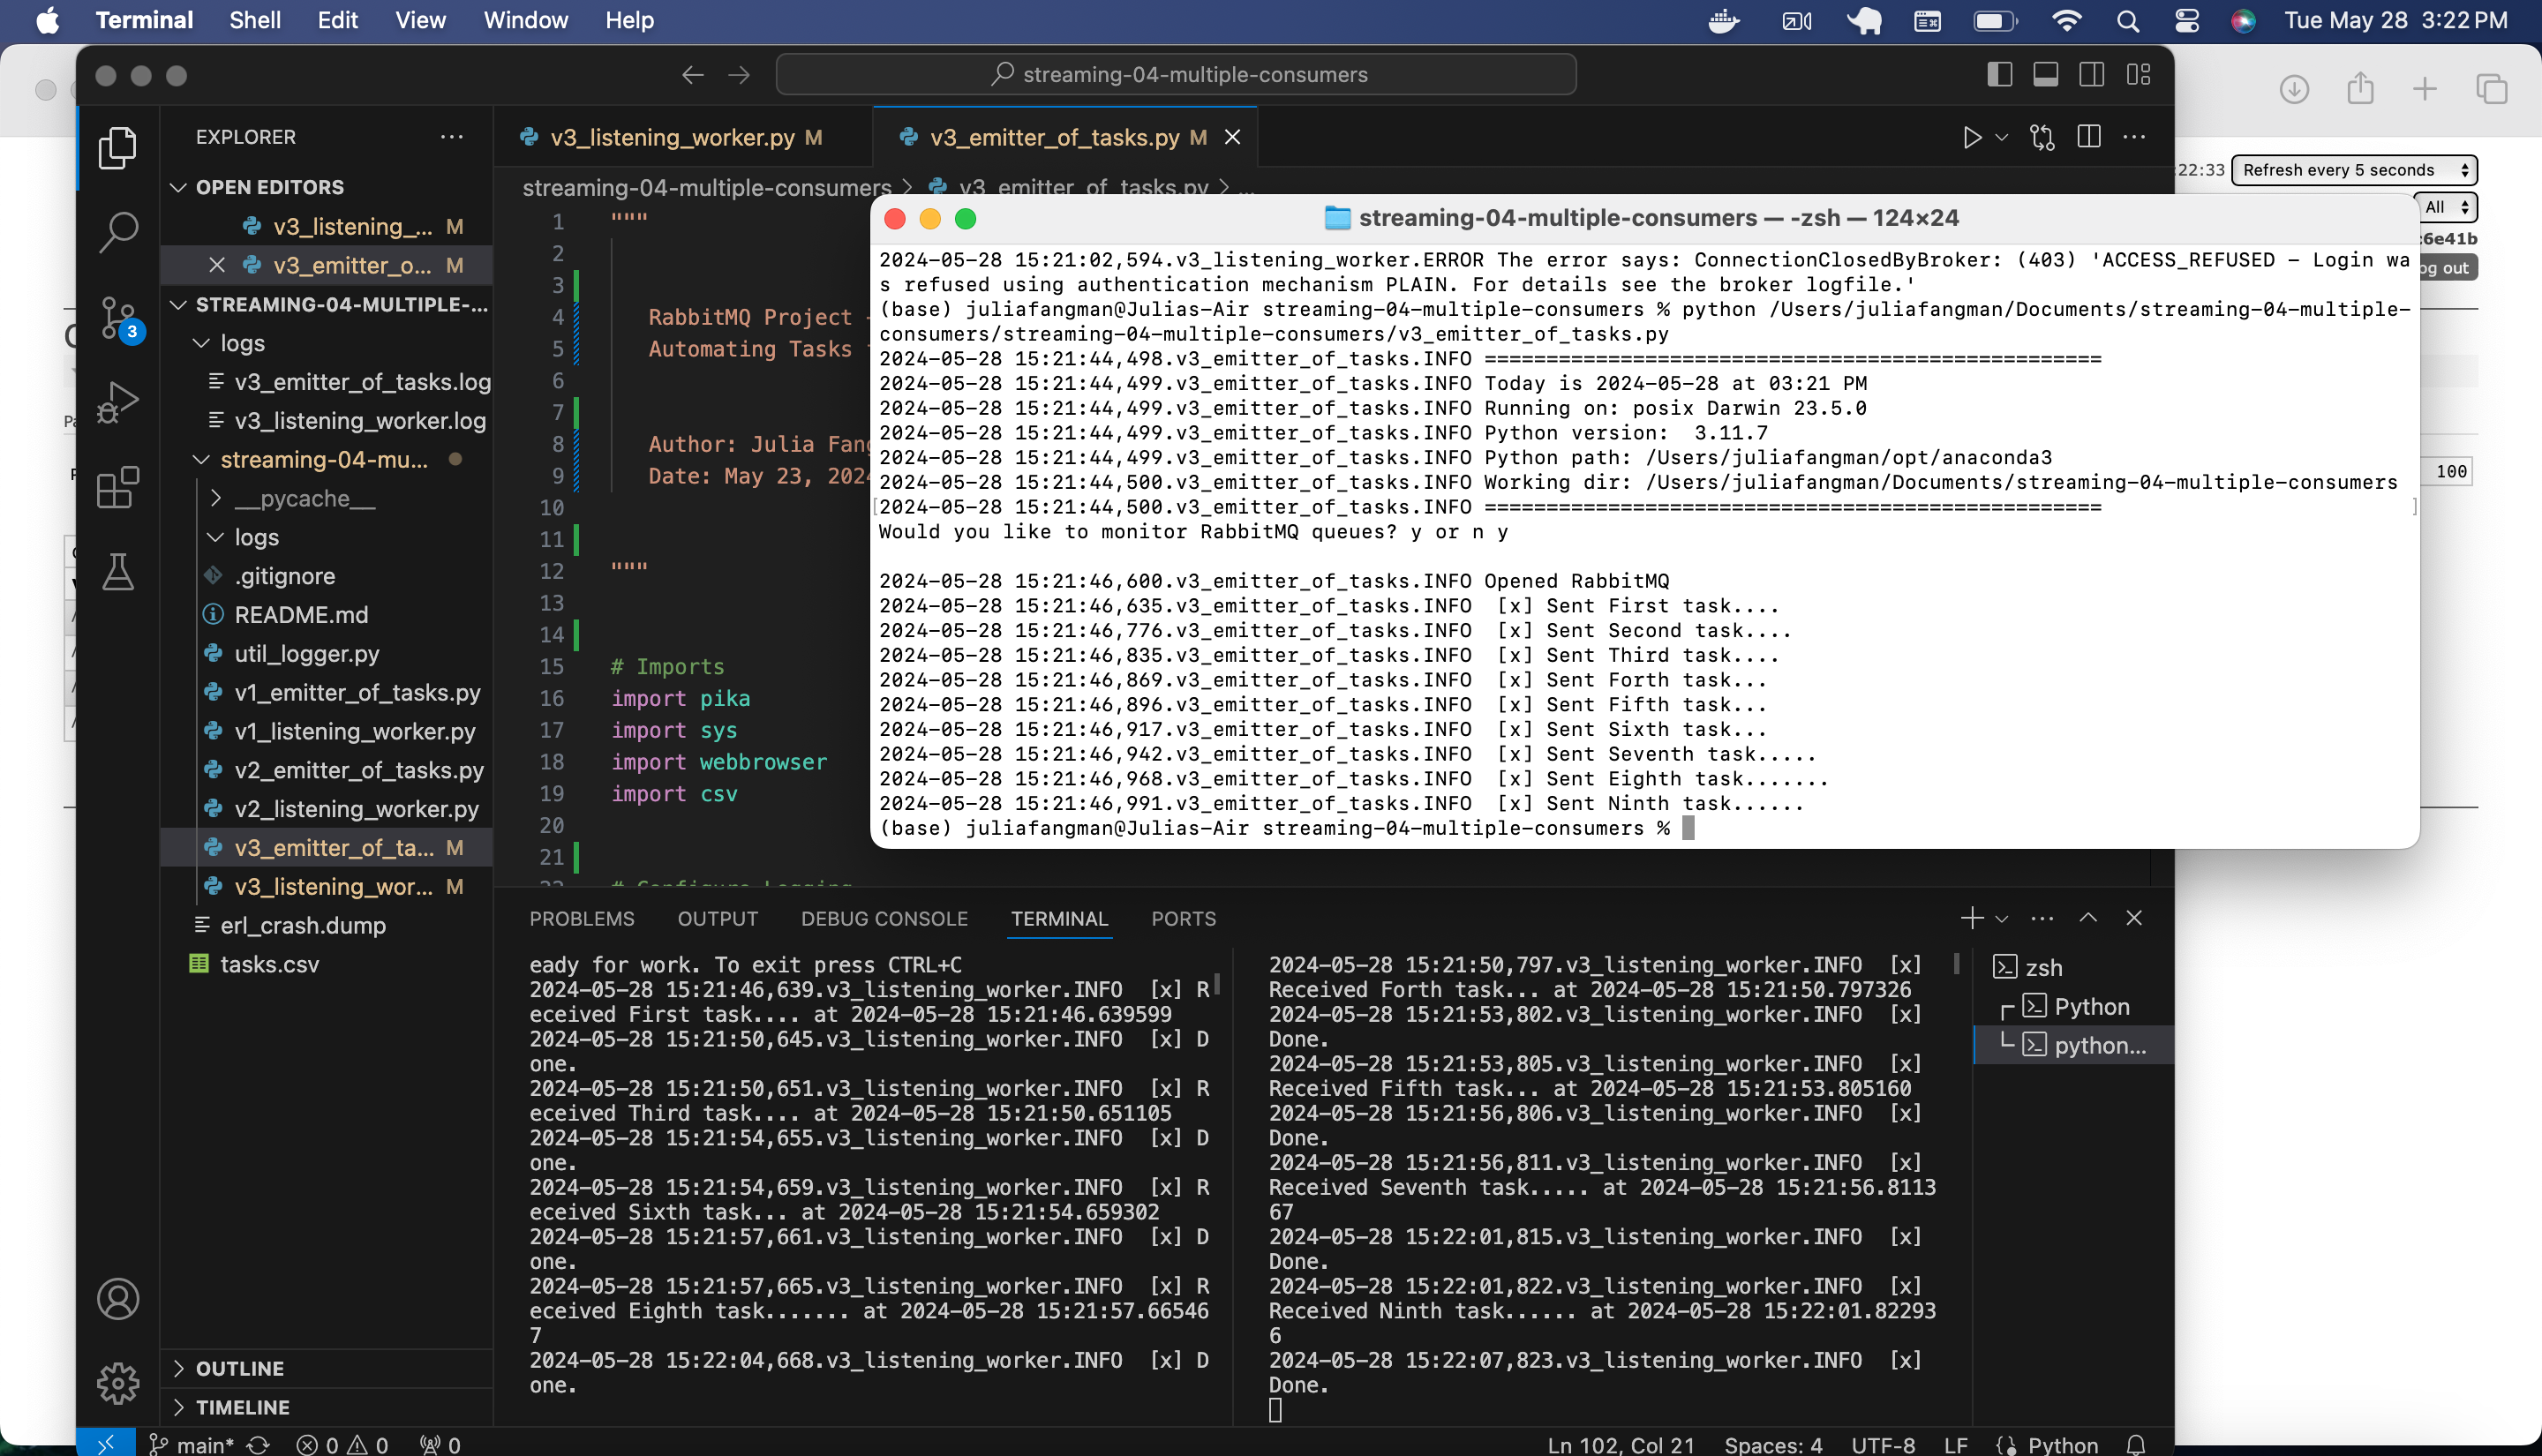 Terminal Shell Edit View Window Help Tue May 28 3:22 PM
streaming-04-multiple-consumers
EXPLORER
OPEN EDITORS
v3_listening_... M
v3_emitter_o... M
STREAMING-04-MULTIPLE-...
logs
v3_emitter_of_tasks.log
v3_listening_worker.log
streaming-04-mu...
__pycache__
logs
.gitignore
README.md
util_logger.py
v1_emitter_of_tasks.py
v1_listening_worker.py
v2_emitter_of_tasks.py
v2_listening_worker.py
v3_emitter_of_ta... M
v3_listening_wor... M
erl_crash.dump
tasks.csv
OUTLINE
TIMELINE
3
v3_listening_worker.py M
v3_emitter_of_tasks.py M
streaming-04-multiple-consumers > v3_emitter_of_tasks.py > ...
1 """
2
3
4 RabbitMQ Project -
5 Automating Tasks
6
7
8 Author: Julia Fang
9 Date: May 23, 2024
10
11
12 """
13
14
15 # Imports
16 import pika
17 import sys
18 import webbrowser
19 import csv
20
21
22 # Configure Logging
:22:33 Refresh every 5 seconds
All
:6e41b
og out
100
streaming-04-multiple-consumers — -zsh — 124×24
2024-05-28 15:21:02,594.v3_listening_worker.ERROR The error says: ConnectionClosedByBroker: (403) 'ACCESS_REFUSED - Login wa
s refused using authentication mechanism PLAIN. For details see the broker logfile.'
(base) juliafangman@Julias-Air streaming-04-multiple-consumers % python /Users/juliafangman/Documents/streaming-04-multiple-
consumers/streaming-04-multiple-consumers/v3_emitter_of_tasks.py
2024-05-28 15:21:44,498.v3_emitter_of_tasks.INFO ==================================================
2024-05-28 15:21:44,499.v3_emitter_of_tasks.INFO Today is 2024-05-28 at 03:21 PM
2024-05-28 15:21:44,499.v3_emitter_of_tasks.INFO Running on: posix Darwin 23.5.0
2024-05-28 15:21:44,499.v3_emitter_of_tasks.INFO Python version:  3.11.7
2024-05-28 15:21:44,499.v3_emitter_of_tasks.INFO Python path: /Users/juliafangman/opt/anaconda3
2024-05-28 15:21:44,500.v3_emitter_of_tasks.INFO Working dir: /Users/juliafangman/Documents/streaming-04-multiple-consumers
[2024-05-28 15:21:44,500.v3_emitter_of_tasks.INFO ================================================== ]
Would you like to monitor RabbitMQ queues? y or n y
2024-05-28 15:21:46,600.v3_emitter_of_tasks.INFO Opened RabbitMQ
2024-05-28 15:21:46,635.v3_emitter_of_tasks.INFO  [x] Sent First task....
2024-05-28 15:21:46,776.v3_emitter_of_tasks.INFO  [x] Sent Second task....
2024-05-28 15:21:46,835.v3_emitter_of_tasks.INFO  [x] Sent Third task....
2024-05-28 15:21:46,869.v3_emitter_of_tasks.INFO  [x] Sent Forth task...
2024-05-28 15:21:46,896.v3_emitter_of_tasks.INFO  [x] Sent Fifth task...
2024-05-28 15:21:46,917.v3_emitter_of_tasks.INFO  [x] Sent Sixth task...
2024-05-28 15:21:46,942.v3_emitter_of_tasks.INFO  [x] Sent Seventh task.....
2024-05-28 15:21:46,968.v3_emitter_of_tasks.INFO  [x] Sent Eighth task.......
2024-05-28 15:21:46,991.v3_emitter_of_tasks.INFO  [x] Sent Ninth task......
(base) juliafangman@Julias-Air streaming-04-multiple-consumers %
PROBLEMS OUTPUT DEBUG CONSOLE TERMINAL PORTS
eady for work. To exit press CTRL+C
2024-05-28 15:21:46,639.v3_listening_worker.INFO  [x] R
eceived First task.... at 2024-05-28 15:21:46.639599
2024-05-28 15:21:50,645.v3_listening_worker.INFO  [x] D
one.
2024-05-28 15:21:50,651.v3_listening_worker.INFO  [x] R
eceived Third task.... at 2024-05-28 15:21:50.651105
2024-05-28 15:21:54,655.v3_listening_worker.INFO  [x] D
one.
2024-05-28 15:21:54,659.v3_listening_worker.INFO  [x] R
eceived Sixth task... at 2024-05-28 15:21:54.659302
2024-05-28 15:21:57,661.v3_listening_worker.INFO  [x] D
one.
2024-05-28 15:21:57,665.v3_listening_worker.INFO  [x] R
eceived Eighth task....... at 2024-05-28 15:21:57.66546
7
2024-05-28 15:22:04,668.v3_listening_worker.INFO  [x] D
one.
2024-05-28 15:21:50,797.v3_listening_worker.INFO  [x]
Received Forth task... at 2024-05-28 15:21:50.797326
2024-05-28 15:21:53,802.v3_listening_worker.INFO  [x]
Done.
2024-05-28 15:21:53,805.v3_listening_worker.INFO  [x]
Received Fifth task... at 2024-05-28 15:21:53.805160
2024-05-28 15:21:56,806.v3_listening_worker.INFO  [x]
Done.
2024-05-28 15:21:56,811.v3_listening_worker.INFO  [x]
Received Seventh task..... at 2024-05-28 15:21:56.8113
67
2024-05-28 15:22:01,815.v3_listening_worker.INFO  [x]
Done.
2024-05-28 15:22:01,822.v3_listening_worker.INFO  [x]
Received Ninth task...... at 2024-05-28 15:22:01.82293
6
2024-05-28 15:22:07,823.v3_listening_worker.INFO  [x]
Done.
zsh
Python
python...
main* 0 0 0 Ln 102, Col 21 Spaces: 4 UTF-8 LF Python